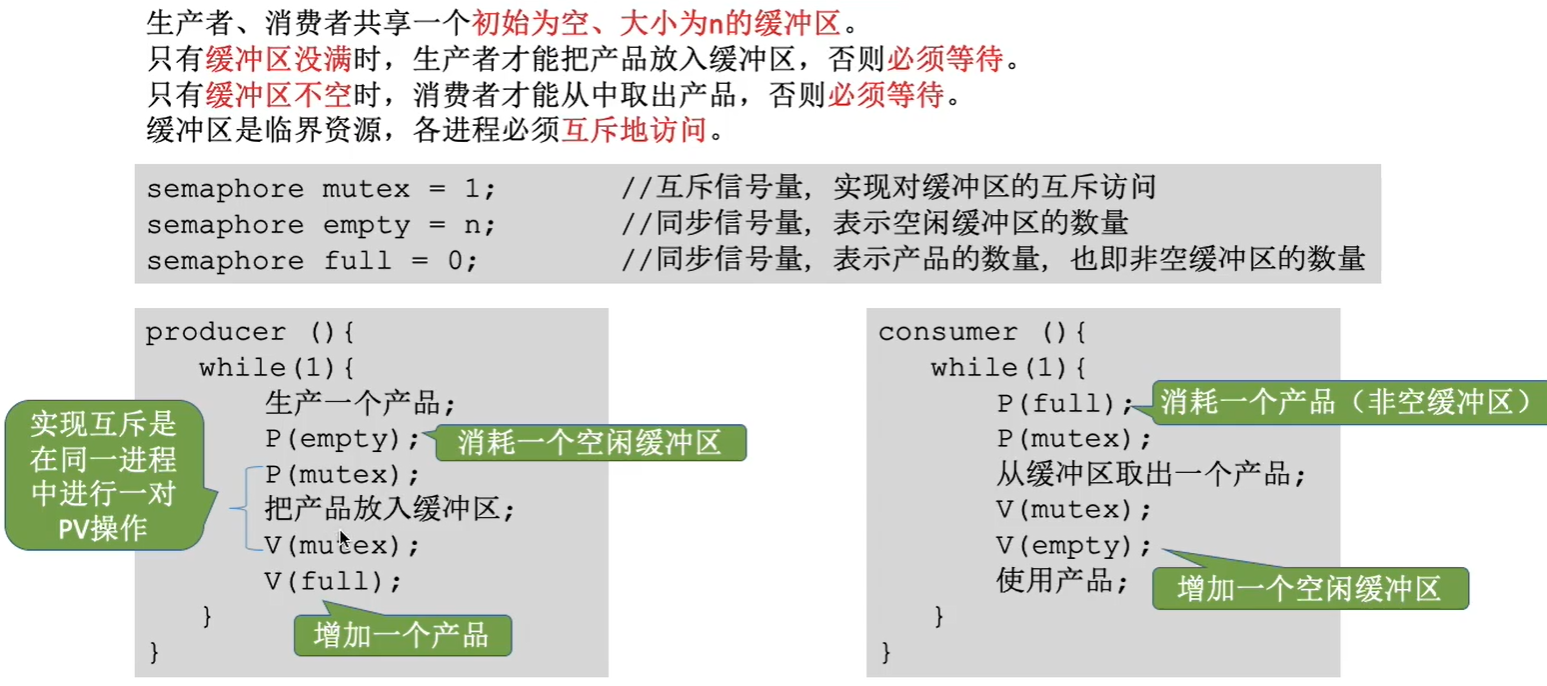 生产者、消费者共享一个初始为空、大小为n的缓冲区。
只有缓冲区没满时，生产者才能把产品放入缓冲区，否则必须等待。
只有缓冲区不空时，消费者才能从中取出产品，否则必须等待。
缓冲区是临界资源，各进程必须互斥地访问。
semaphore mutex = 1; //互斥信号量，实现对缓冲区的互斥访问
semaphore empty = n; //同步信号量，表示空闲缓冲区的数量
semaphore full = 0; //同步信号量，表示产品的数量，也即非空缓冲区的数量
producer (){
while(1){
生产一个产品;
P(empty);
消耗一个空闲缓冲区
P(mutex);
把产品放入缓冲区;
V(mutex);
V(full);
增加一个产品
}
}
实现互斥是
在同一进程
中进行一对
PV操作
consumer (){
while(1){
P(full);
消耗一个产品（非空缓冲区）
P(mutex);
从缓冲区取出一个产品;
V(mutex);
V(empty);
增加一个空闲缓冲区
使用产品;
}
}